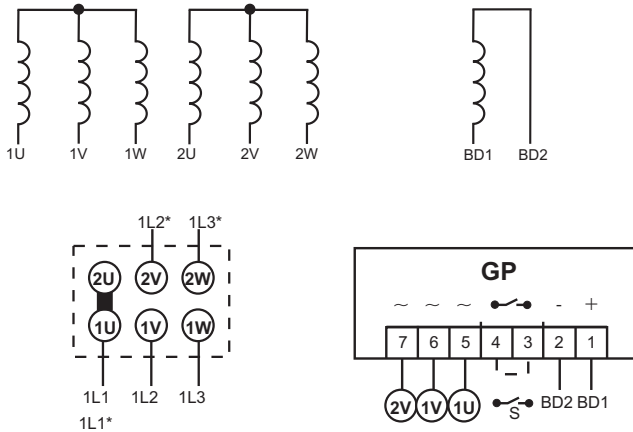 1U 1V 1W 2U 2V 2W BD1 BD2
1L2* 1L3*
2U 2V 2W
1U 1V 1W
1L1 1L2 1L3
1L1*
GP
~ ~ ~ - +
7 6 5 4 3 2 1
2V 1V 1U S BD2 BD1